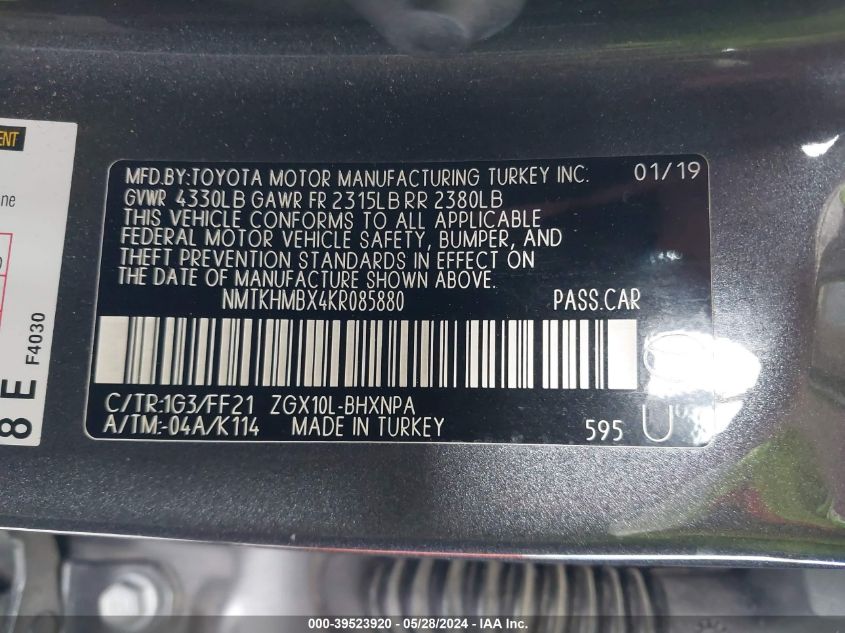 MFD.BY:TOYOTA MOTOR MANUFACTURING TURKEY INC. 01/19
GVWR 4330LB GAWR FR 2315LB RR 2380LB
THIS VEHICLE CONFORMS TO ALL APPLICABLE
FEDERAL MOTOR VEHICLE SAFETY, BUMPER, AND
THEFT PREVENTION STANDARDS IN EFFECT ON
THE DATE OF MANUFACTURE SHOWN ABOVE.
NMTKHMBX4KR085880 PASS.CAR
C/TR:1G3/FF21 ZGX10L-BHXNPA
A/TM:-04A/K114 MADE IN TURKEY 595 U
F4030
8 E
000-39523920 - 05/28/2024 - IAA Inc.